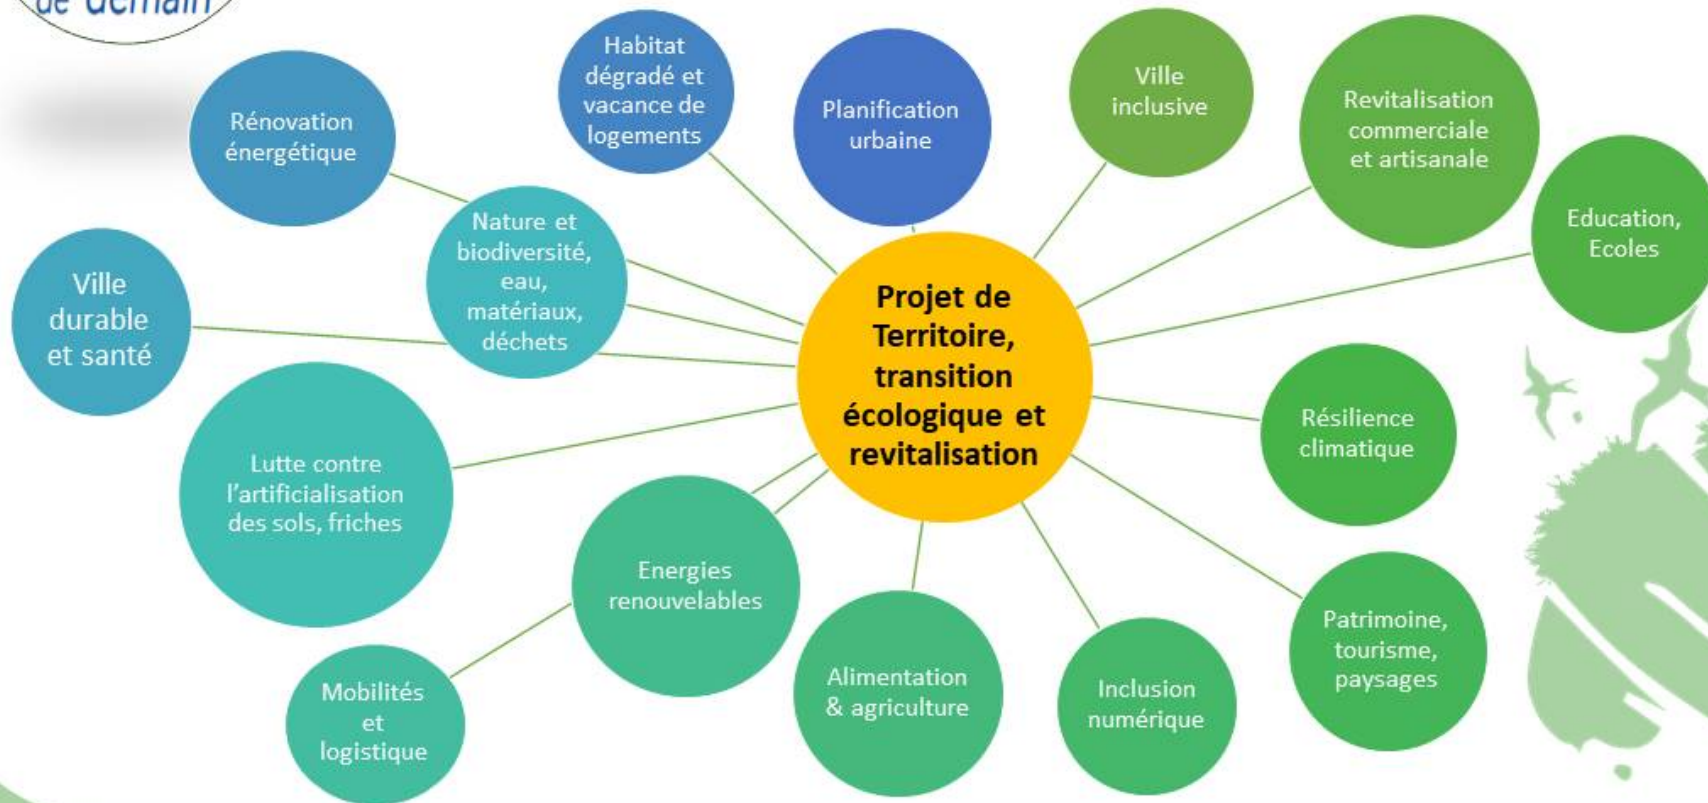 de demain
Rénovation
énergétique
Habitat
dégradé et
vacance de
logements
Planification
urbaine
Ville
inclusive
Revitalisation
commerciale
et artisanale
Education,
Ecoles
Nature et
biodiversité,
eau,
matériaux,
déchets
Ville
durable
et santé
Projet de
Territoire,
transition
écologique et
revitalisation
Résilience
climatique
Lutte contre
l'artificialisation
des sols, friches
Energies
renouvelables
Mobilités
et
logistique
Alimentation
& agriculture
Inclusion
numérique
Patrimoine,
tourisme,
paysages